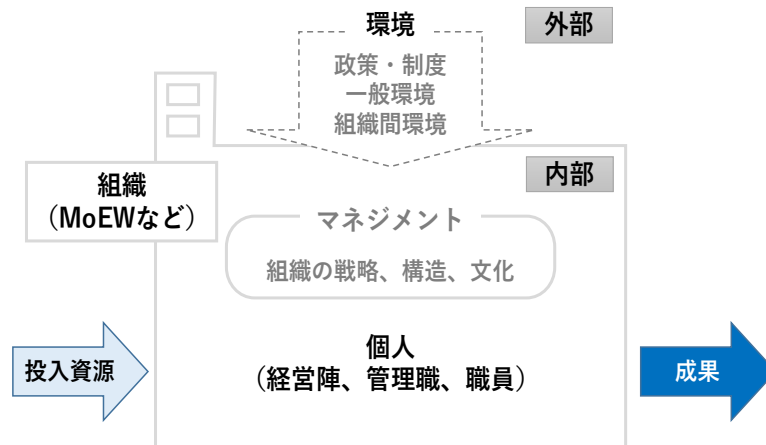 環境
外部
政策・制度
一般環境
組織間環境
組織
（MoEWなど）
内部
マネジメント
組織の戦略、構造、文化
投入資源
個人
（経営陣、管理職、職員）
成果